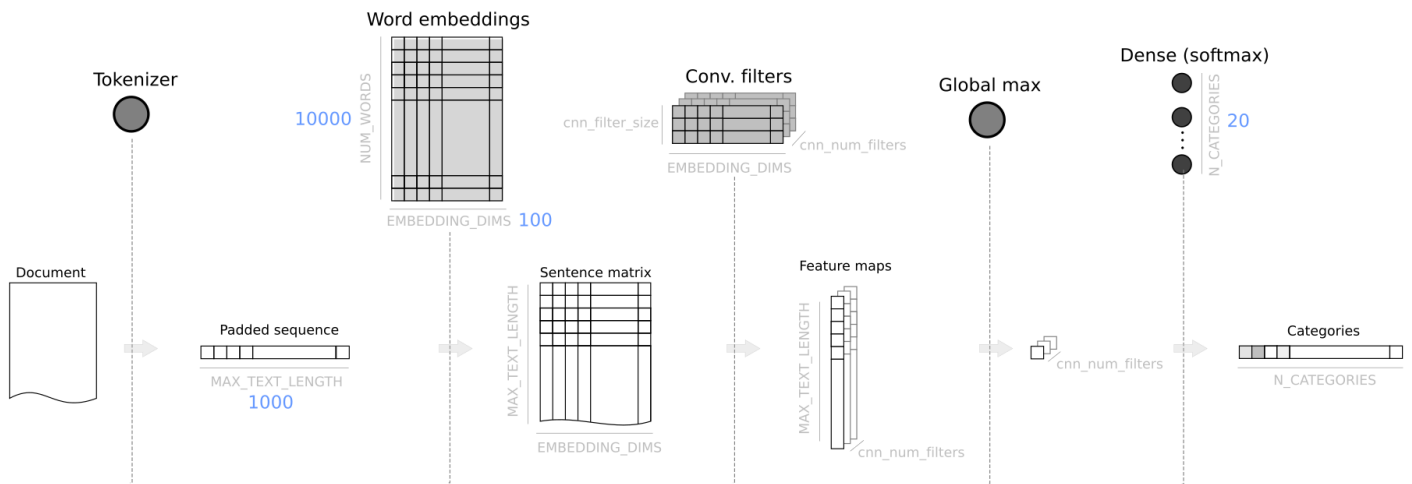 Word embeddings
Tokenizer
NUM_WORDS
10000
EMBEDDING_DIMS 100
Conv. filters
cnn_filter_size
cnn_num_filters
EMBEDDING_DIMS
Global max
Dense (softmax)
N_CATEGORIES
20
Document
Padded sequence
MAX_TEXT_LENGTH
1000
Sentence matrix
MAX_TEXT_LENGTH
EMBEDDING_DIMS
Feature maps
MAX_TEXT_LENGTH
cnn_num_filters
cnn_num_filters
Categories
N_CATEGORIES